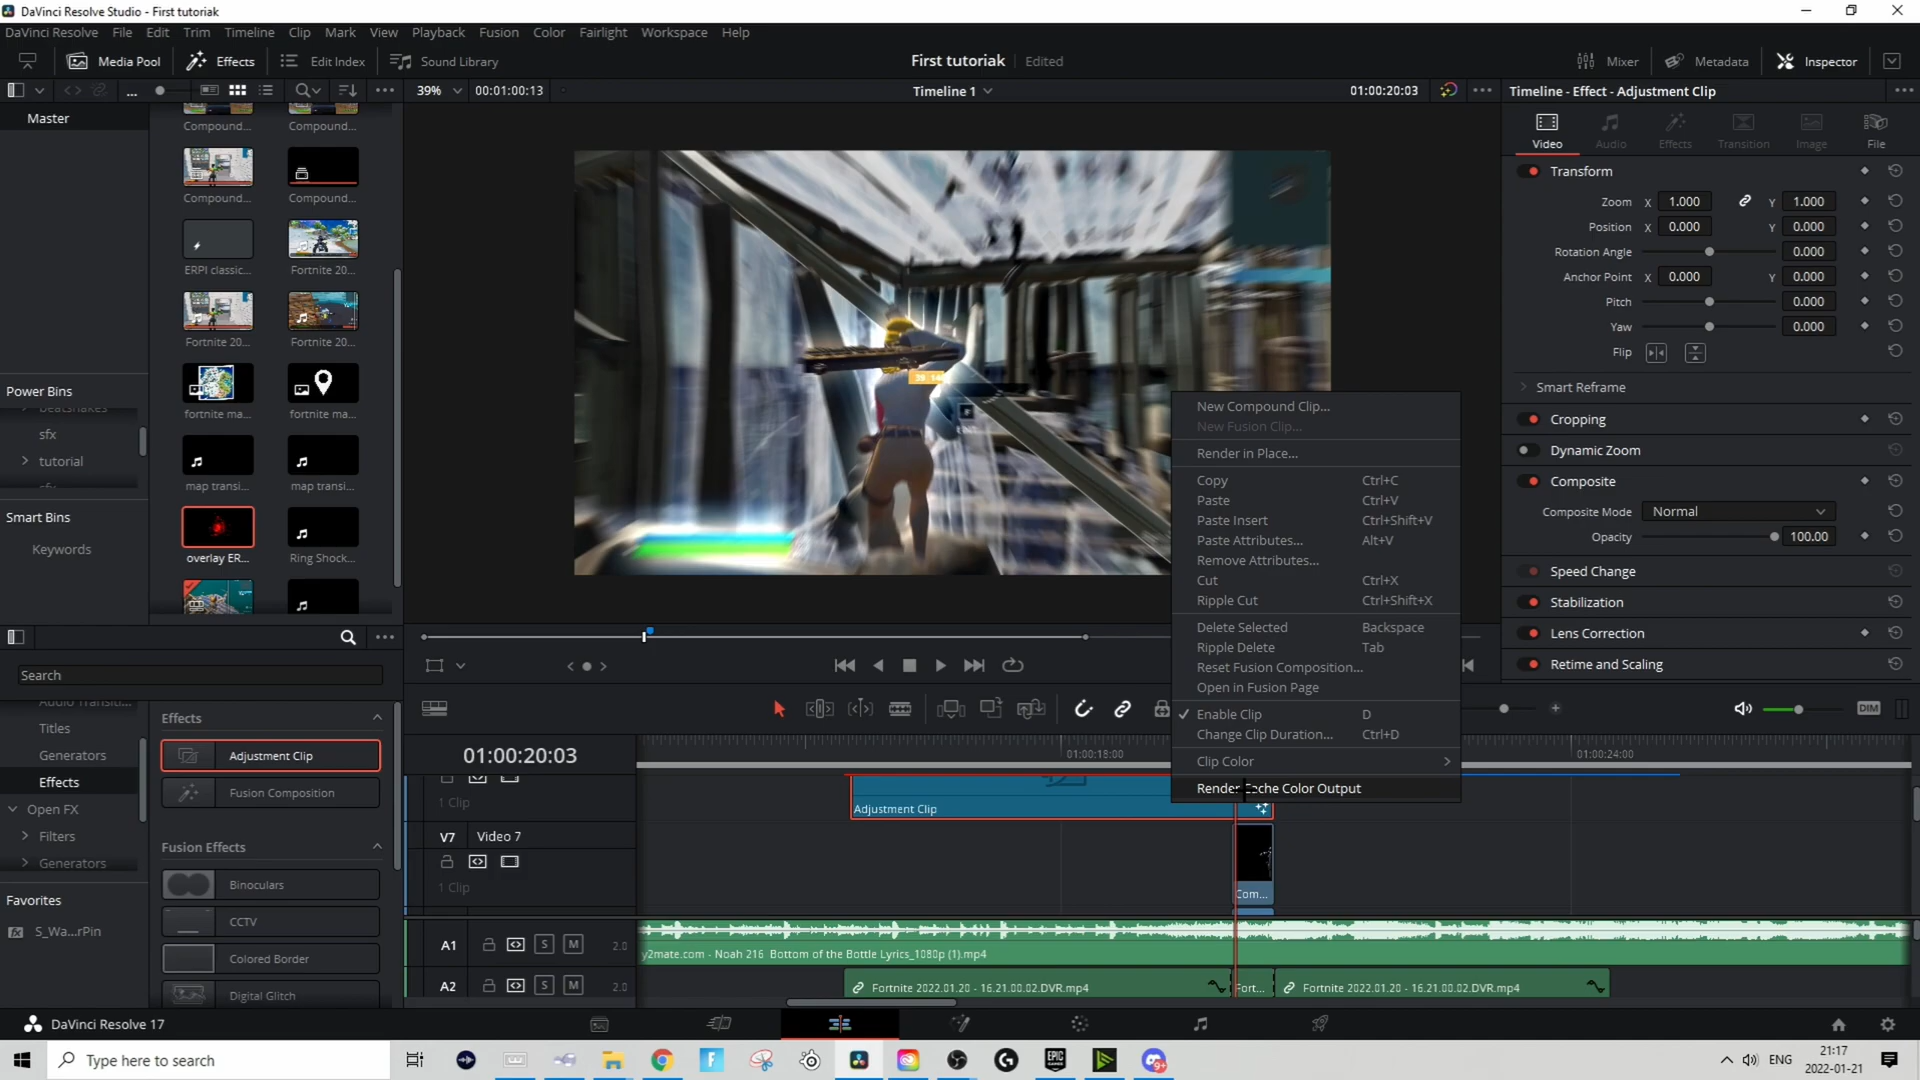 DaVinci Resolve Studio - First tutoriak
DaVinci Resolve File Edit Trim Timeline Clip Mark View Playback Fusion Color Fairlight Workspace Help
Media Pool Effects Edit Index Sound Library
First tutoriak Edited
Mixer Metadata Inspector
39% 00:01:00:13 Timeline 1 01:00:20:03
Timeline - Effect - Adjustment Clip
Master
Compound... Compound...
Compound... Compound...
ERPI classic... Fortnite 20...
Fortnite 20... Fortnite 20...
fortnite ma... fortnite ma...
map transi... map transi...
overlay ER... Ring Shock...
Power Bins
beatshakes
sfx
tutorial
Smart Bins
Keywords
Video Audio Effects Transition Image File
Transform
Zoom X 1.000 Y 1.000
Position X 0.000 Y 0.000
Rotation Angle 0.000
Anchor Point X 0.000 Y 0.000
Pitch 0.000
Yaw 0.000
Flip
Smart Reframe
Cropping
Dynamic Zoom
Composite
Composite Mode Normal
Opacity 100.00
Speed Change
Stabilization
Lens Correction
Retime and Scaling
New Compound Clip...
New Fusion Clip...
Render in Place...
Copy Ctrl+C
Paste Ctrl+V
Paste Insert Ctrl+Shift+V
Paste Attributes... Alt+V
Remove Attributes...
Cut Ctrl+X
Ripple Cut Ctrl+Shift+X
Delete Selected Backspace
Ripple Delete Tab
Reset Fusion Composition...
Open in Fusion Page
Enable Clip D
Change Clip Duration... Ctrl+D
Clip Color
Render Cache Color Output
Search
Audio Transiti...
Titles
Generators
Effects
Open FX
Filters
Generators
Favorites
S_Wa...rPin
Effects
Adjustment Clip
Fusion Composition
Fusion Effects
Binoculars
CCTV
Colored Border
Digital Glitch
DIM
01:00:20:03
01:00:18:00 01:00:24:00
1 Clip
Adjustment Clip
V7 Video 7
1 Clip
Com...
A1 S M 2.0
y2mate.com - Noah 216 Bottom of the Bottle Lyrics_1080p (1).mp4
A2 S M 2.0
Fortnite 2022.01.20 - 16.21.00.02.DVR.mp4 Fort... Fortnite 2022.01.20 - 16.21.00.02.DVR.mp4
DaVinci Resolve 17
Type here to search
ENG
21:17
2022-01-21